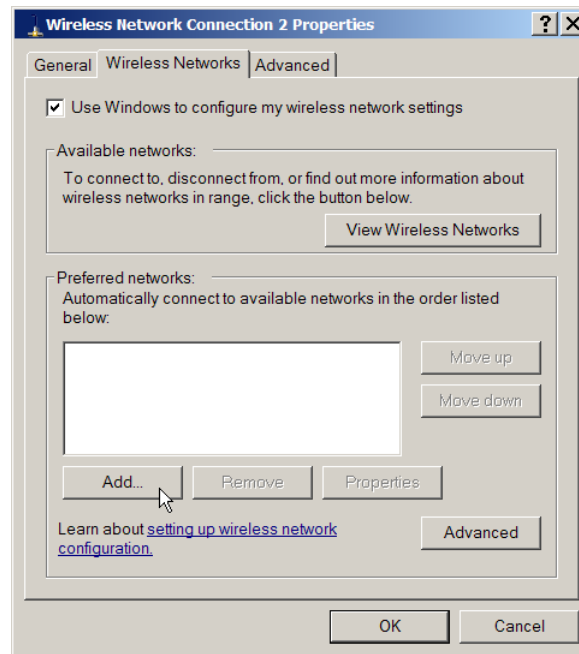 Wireless Network Connection 2 Properties
General Wireless Networks Advanced
Use Windows to configure my wireless network settings
Available networks:
To connect to, disconnect from, or find out more information about
wireless networks in range, click the button below.
View Wireless Networks
Preferred networks:
Automatically connect to available networks in the order listed
below:
Move up
Move down
Add... Remove Properties
Learn about setting up wireless network
configuration.
Advanced
OK Cancel